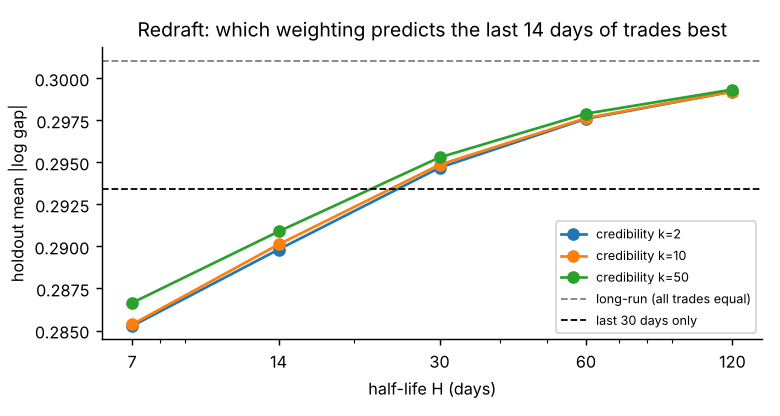 Redraft: which weighting predicts the last 14 days of trades best
holdout mean |log gap|
0.3000
0.2975
0.2950
0.2925
0.2900
0.2875
0.2850
credibility k=2
credibility k=10
credibility k=50
long-run (all trades equal)
last 30 days only
7 14 30 60 120
half-life H (days)